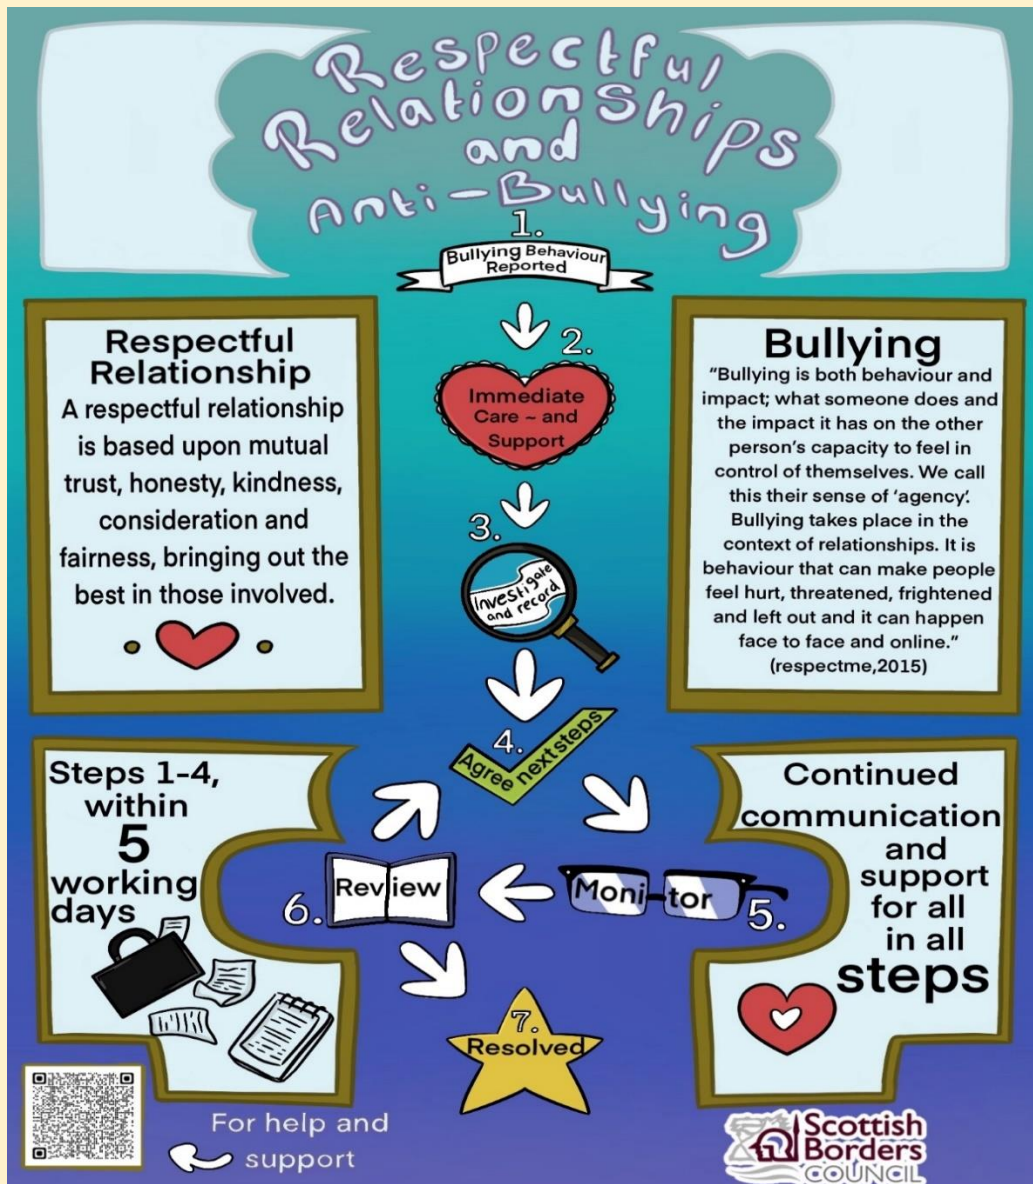 Respectful
Relationships
and
Anti-Bullying
1.
Bullying Behaviour
Reported
Respectful
Relationship
A respectful relationship
is based upon mutual
trust, honesty, kindness,
consideration and
fairness, bringing out the
best in those involved.
2.
Immediate
Care ~ and
Support
3.
Investigate
and record
Bullying
“Bullying is both behaviour and
impact; what someone does and
the impact it has on the other
person’s capacity to feel in
control of themselves. We call
this their sense of ‘agency’.
Bullying takes place in the
context of relationships. It is
behaviour that can make people
feel hurt, threatened, frightened
and left out and it can happen
face to face and online.”
(respectme,2015)
4.
Agree next steps
Steps 1-4,
within
5
working
days
6.
Review
Moni-tor
5.
Continued
communication
and
support
for all
in all
steps
7.
Resolved
For help and
support
Scottish
Borders
COUNCIL